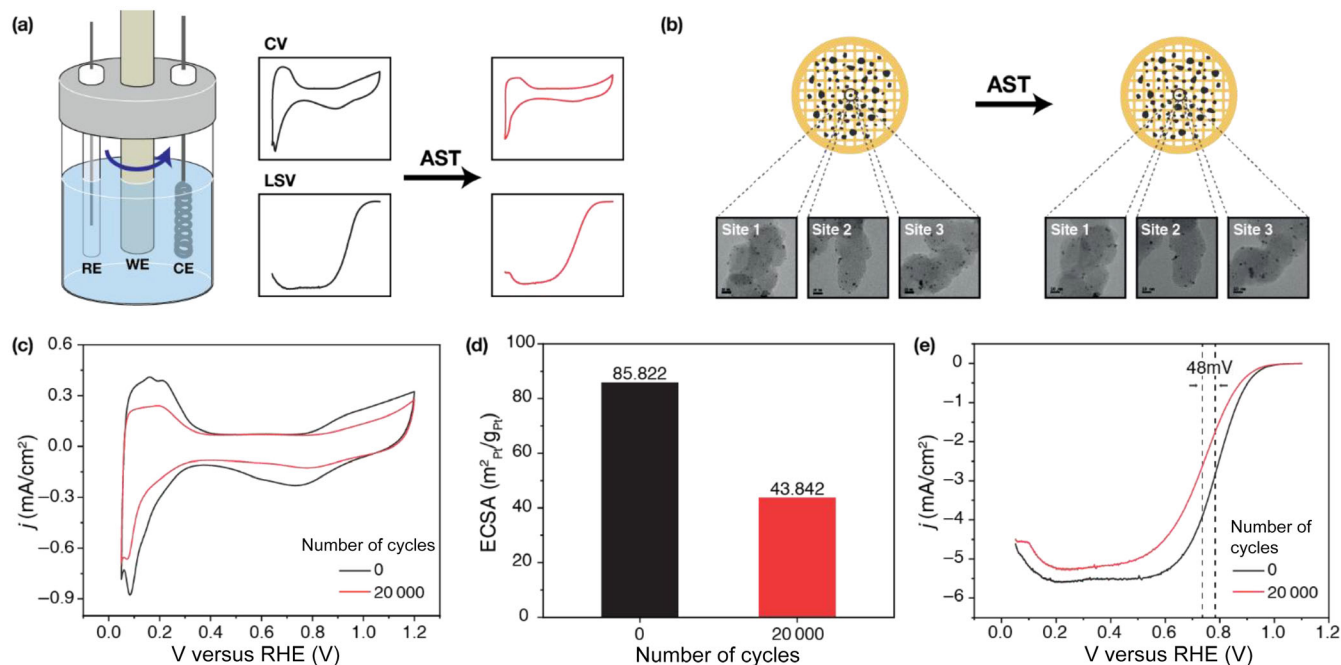 (a)
CV
AST
LSV
RE
WE
CE
(b)
AST
Site 1
Site 2
Site 3
Site 1
Site 2
Site 3
(c)
j (mA/cm²)
0.6
0.3
0.0
−0.3
−0.6
−0.9
Number of cycles
0
20 000
0.0 0.2 0.4 0.6 0.8 1.0 1.2
V versus RHE (V)
(d)
ECSA (m²Pt/gPt)
100
80
60
40
20
0
85.822
43.842
0 20 000
Number of cycles
(e)
j (mA/cm²)
0
−1
−2
−3
−4
−5
−6
48mV
Number of
cycles
0
20 000
0.0 0.2 0.4 0.6 0.8 1.0 1.2
V versus RHE (V)